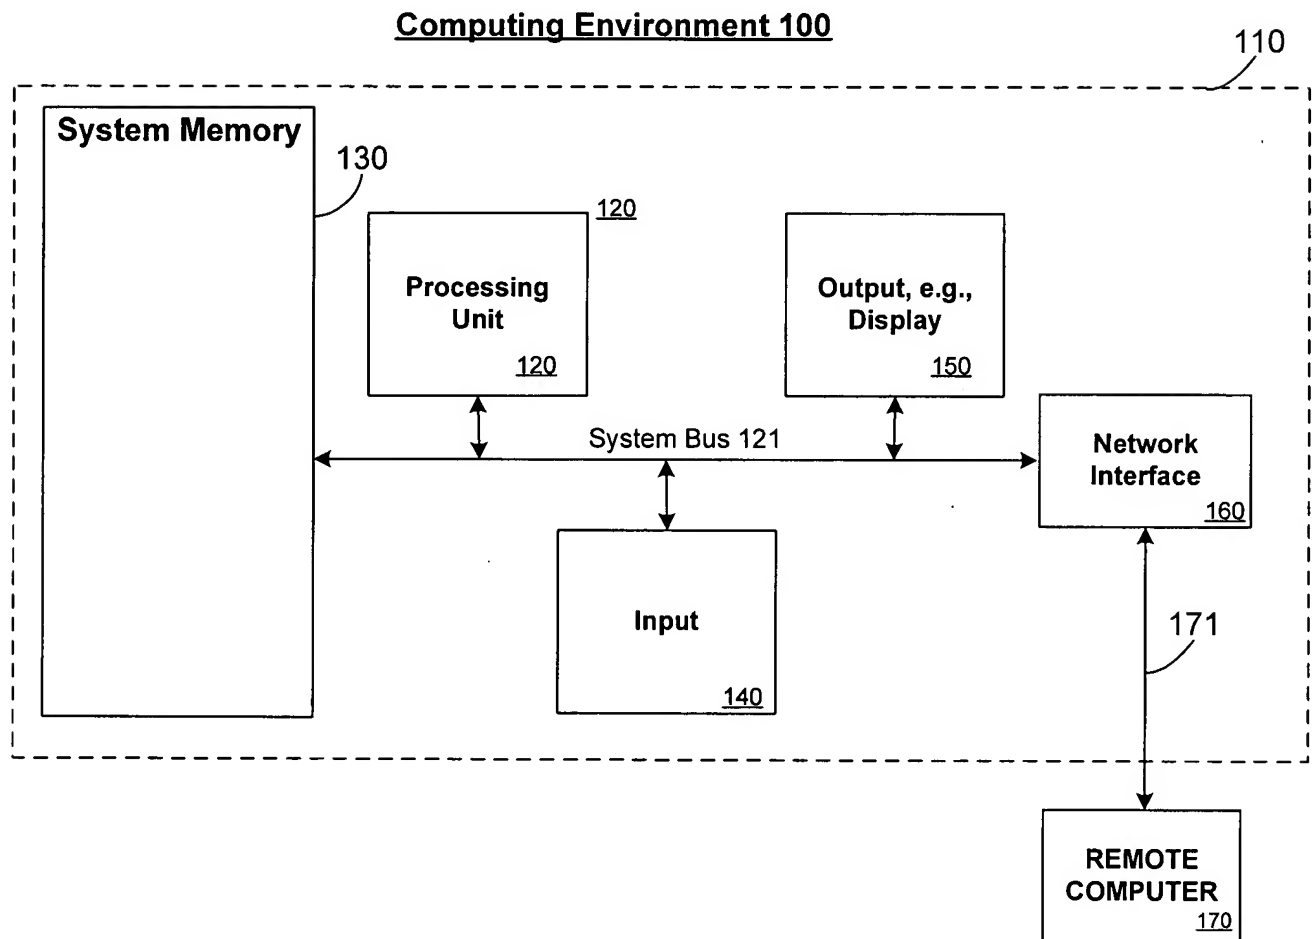 Computing Environment 100
110
System Memory
130
120
Processing
Unit
120
Output, e.g.,
Display
150
System Bus 121
Network
Interface
160
Input
140
171
REMOTE
COMPUTER
170